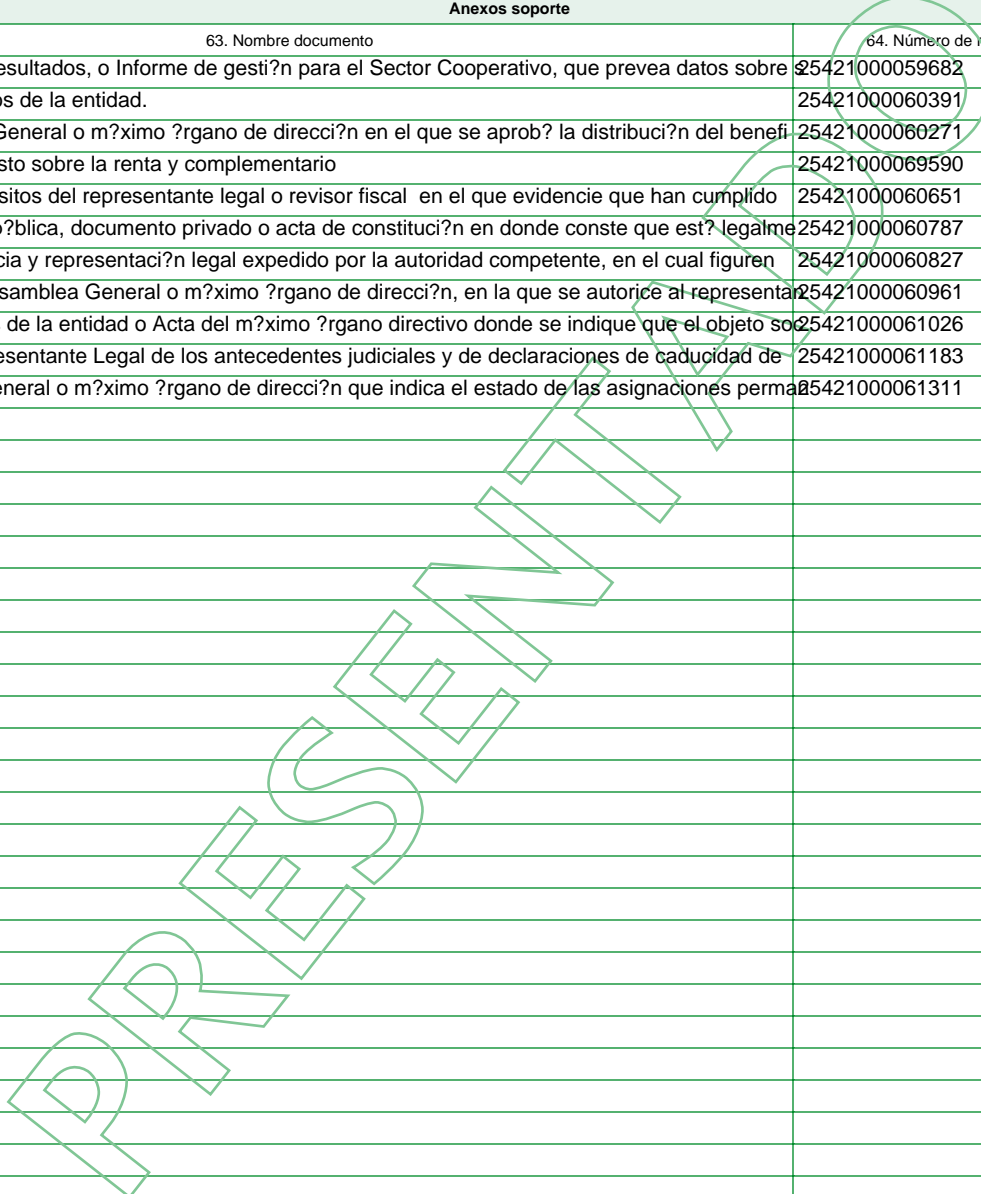 Anexos soporte
63. Nombre documento 64. Número de
esultados, o Informe de gesti?n para el Sector Cooperativo, que prevea datos sobre s 25421000059682
os de la entidad. 25421000060391
General o m?ximo ?rgano de direcci?n en el que se aprob? la distribuci?n del benefi 25421000060271
sto sobre la renta y complementario 25421000069590
sitos del representante legal o revisor fiscal en el que evidencie que han cumplido 25421000060651
?blica, documento privado o acta de constituci?n en donde conste que est? legalme 25421000060787
cia y representaci?n legal expedido por la autoridad competente, en el cual figuren 25421000060827
samblea General o m?ximo ?rgano de direcci?n, en la que se autorice al representan 25421000060961
de la entidad o Acta del m?ximo ?rgano directivo donde se indique que el objeto soc 25421000061026
esentante Legal de los antecedentes judiciales y de declaraciones de caducidad de 25421000061183
eneral o m?ximo ?rgano de direcci?n que indica el estado de las asignaciones perman 25421000061311
PRESENTADO